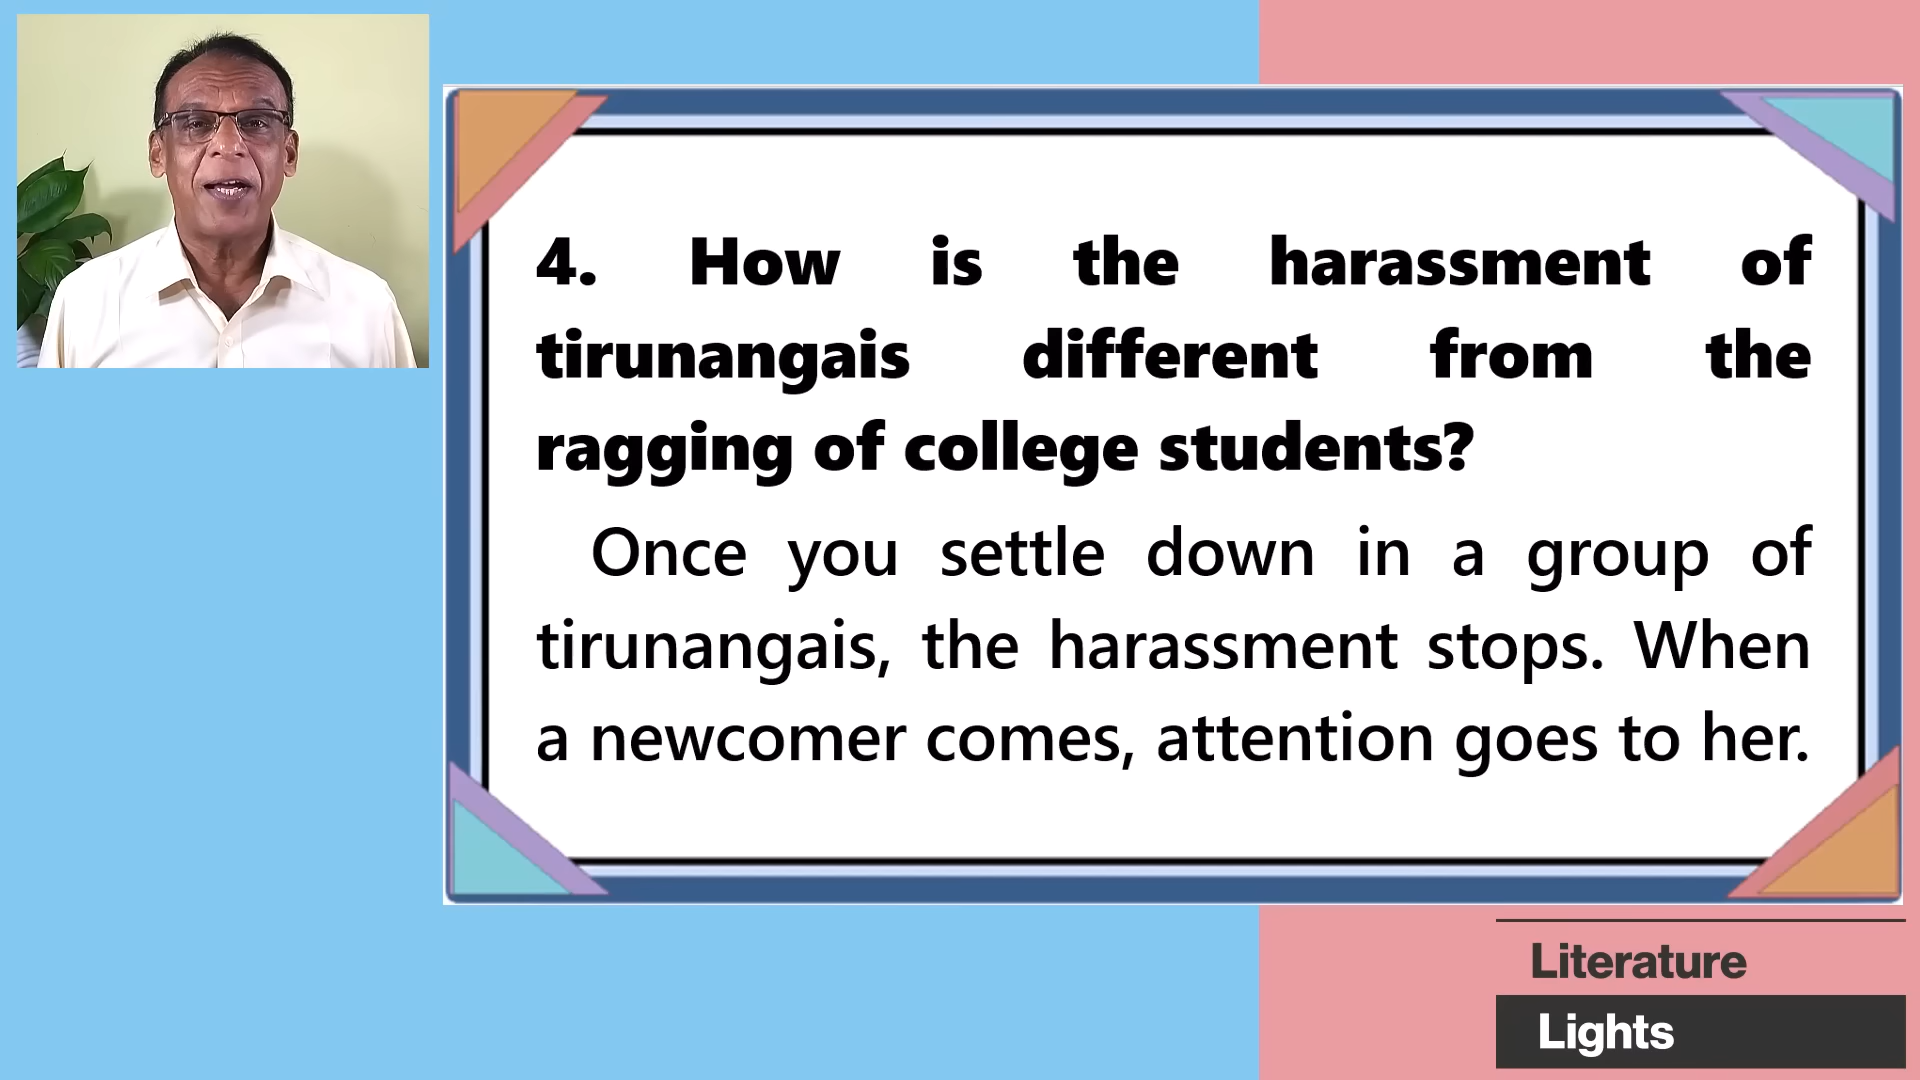 4. How is the harassment of
tirunangais different from the
ragging of college students?
Once you settle down in a group of
tirunangais, the harassment stops. When
a newcomer comes, attention goes to her.
Literature
Lights